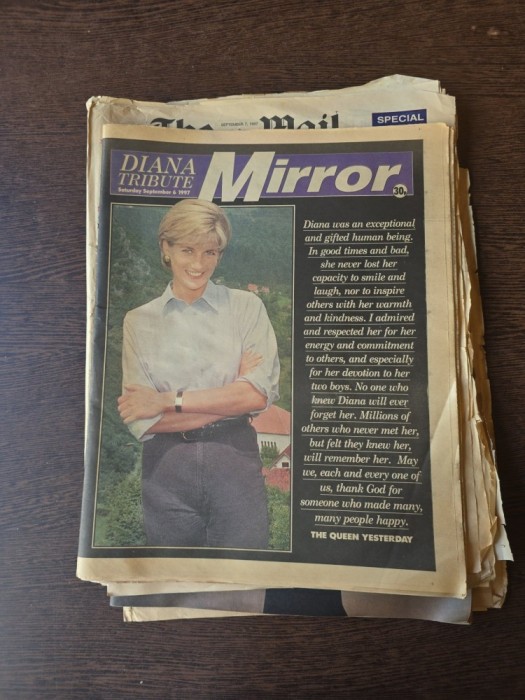 SEPTEMBER 7, 1997
The Mail
SPECIAL
DIANA
TRIBUTE
Saturday September 6 1997
Mirror
30p
Diana was an exceptional
and gifted human being.
In good times and bad,
she never lost her
capacity to smile and
laugh, nor to inspire
others with her warmth
and kindness. I admired
and respected her for her
energy and commitment
to others, and especially
for her devotion to her
two boys. No one who
knew Diana will ever
forget her. Millions of
others who never met her,
but felt they knew her,
will remember her. May
we, each and every one of
us, thank God for
someone who made many,
many people happy.
THE QUEEN YESTERDAY